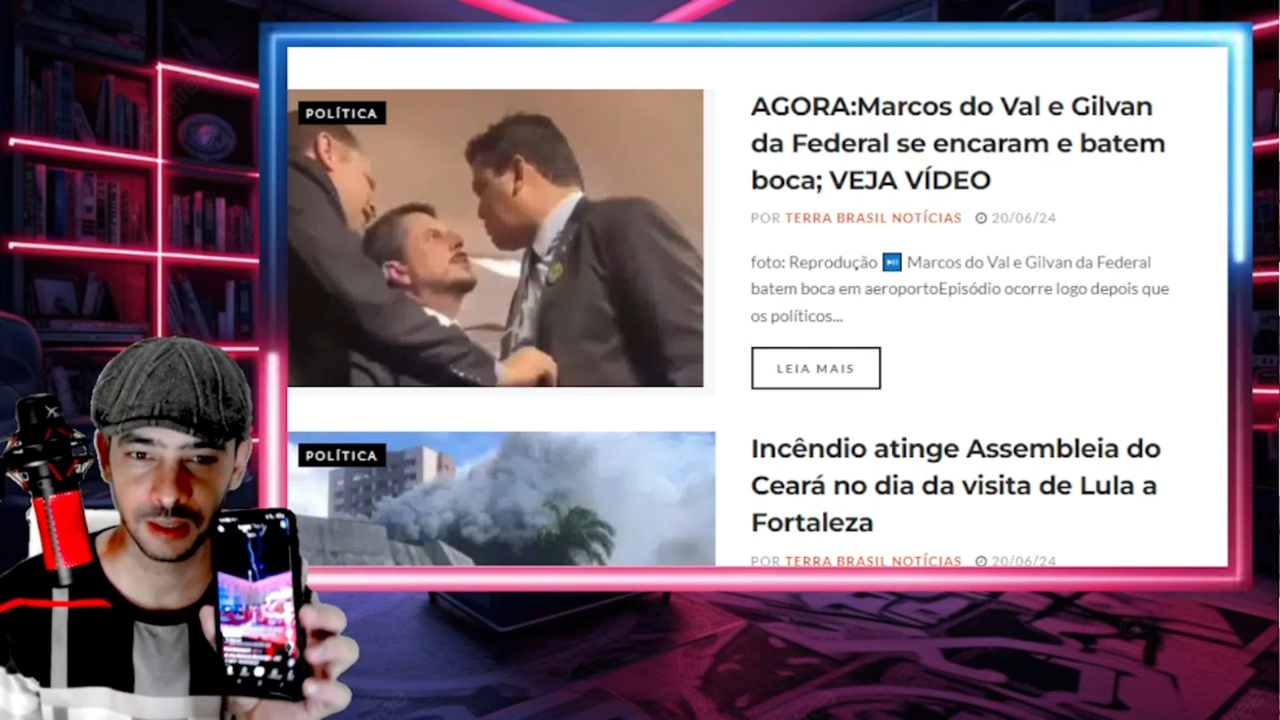 POLÍTICA
AGORA:Marcos do Val e Gilvan
da Federal se encaram e batem
boca; VEJA VÍDEO
POR TERRA BRASIL NOTÍCIAS 20/06/24
foto: Reprodução ⏯ Marcos do Val e Gilvan da Federal
batem boca em aeroportoEpisódio ocorre logo depois que
os políticos...
LEIA MAIS
POLÍTICA
Incêndio atinge Assembleia do
Ceará no dia da visita de Lula a
Fortaleza
POR TERRA BRASIL NOTÍCIAS 20/06/24